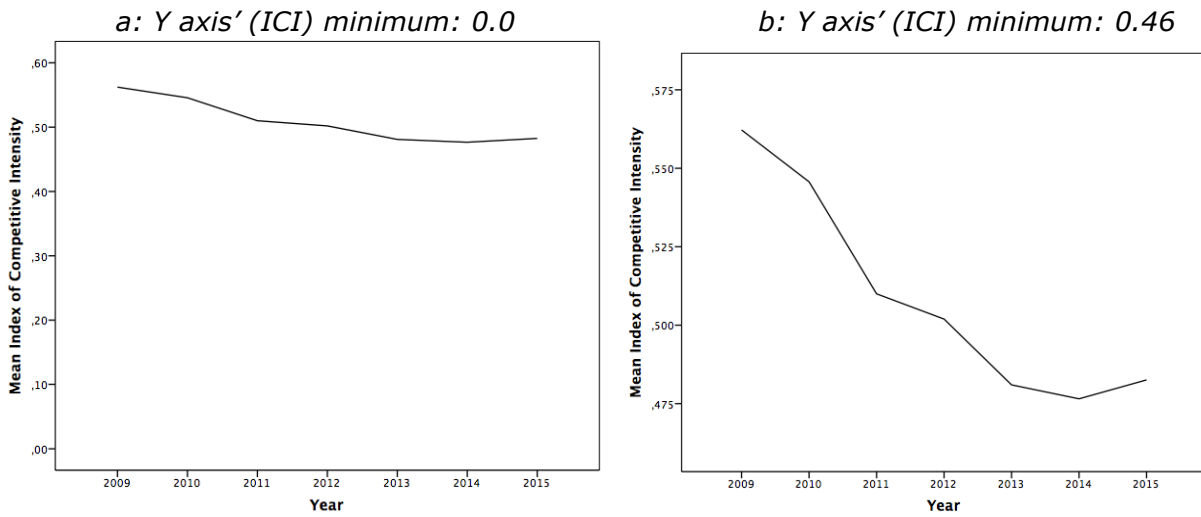 a: Y axis’ (ICI) minimum: 0.0
Mean Index of Competitive Intensity
,60
,50
,40
,30
,20
,10
,00
2009 2010 2011 2012 2013 2014 2015
Year
b: Y axis’ (ICI) minimum: 0.46
Mean Index of Competitive Intensity
,575
,550
,525
,500
,475
2009 2010 2011 2012 2013 2014 2015
Year